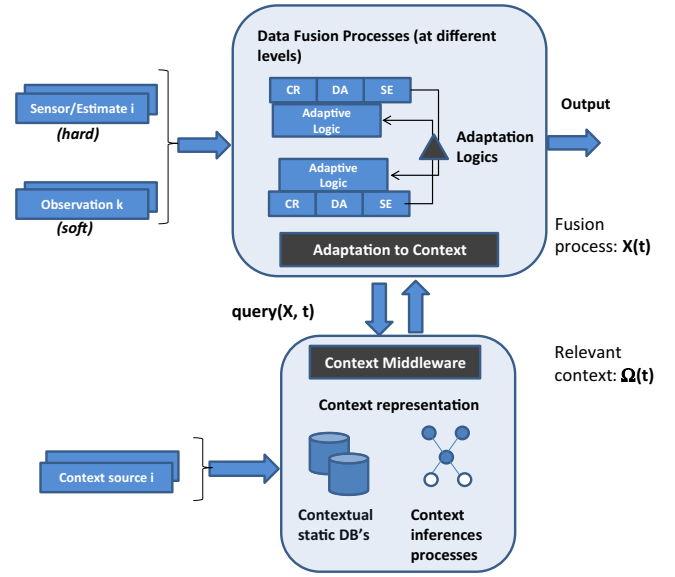 Data Fusion Processes (at different
levels)
CR DA SE
Adaptive
Logic
Adaptation
Logics
Adaptive
Logic
CR DA SE
Adaptation to Context
Sensor/Estimate i
(hard)
Observation k
(soft)
Output
Fusion
process: X(t)
query(X, t)
Relevant
context: Ω(t)
Context Middleware
Context representation
Context source i
Contextual
static DB's
Context
inferences
processes